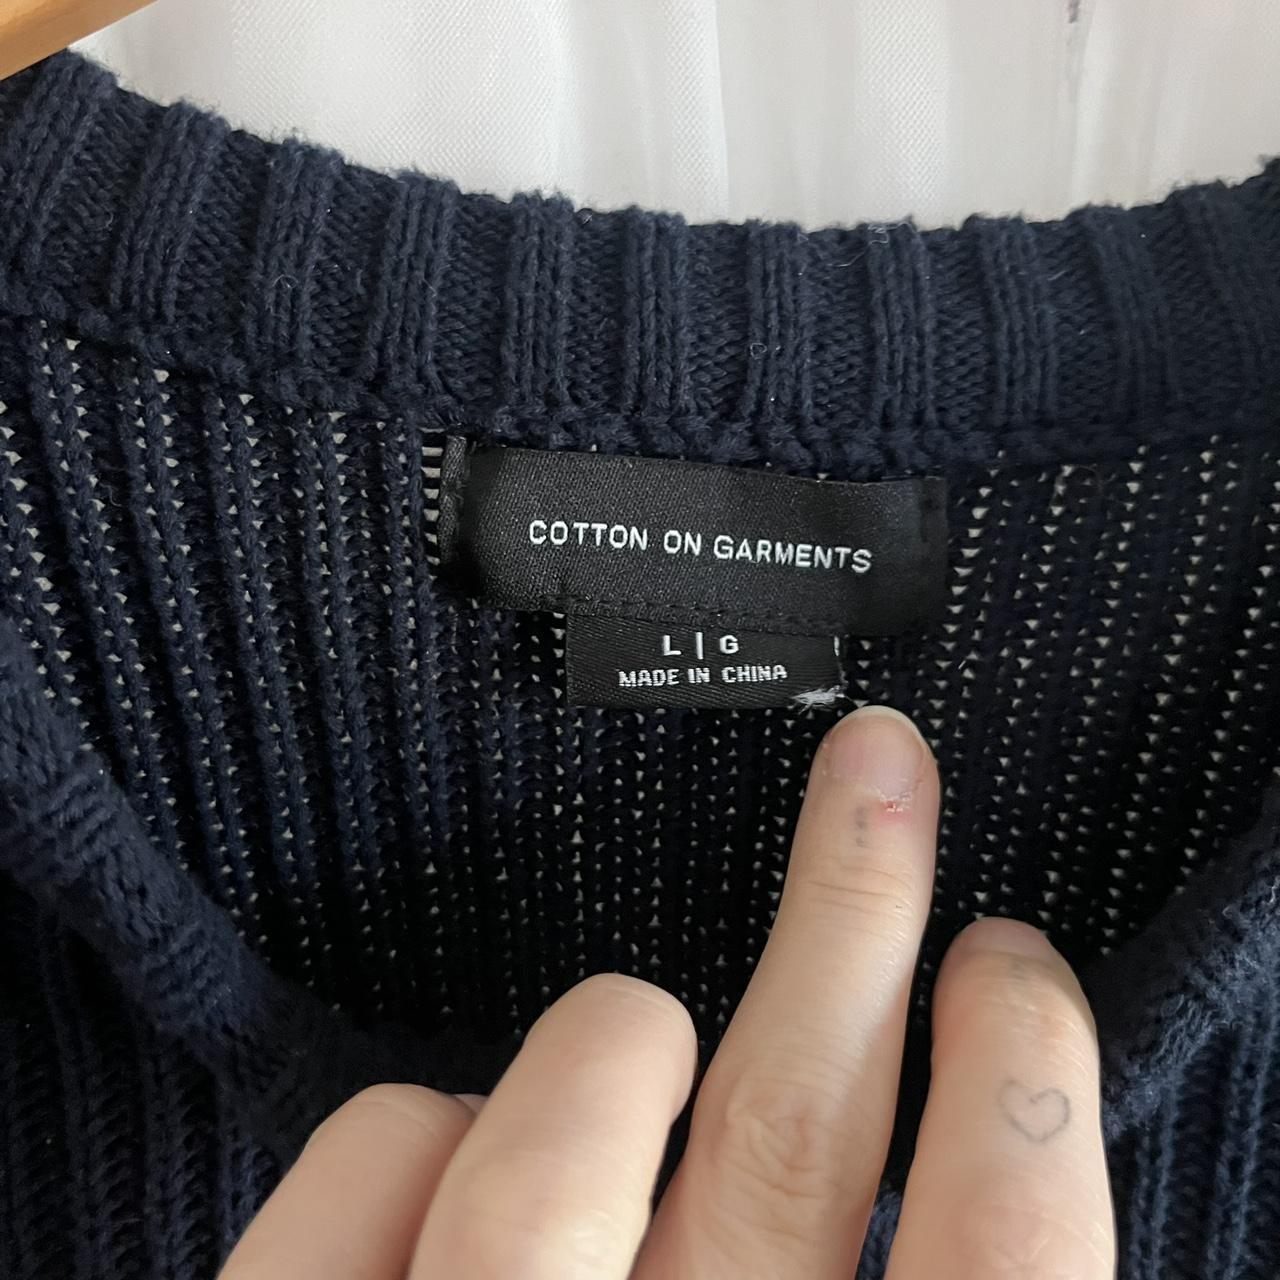 COTTON ON GARMENTS
L | G
MADE IN CHINA